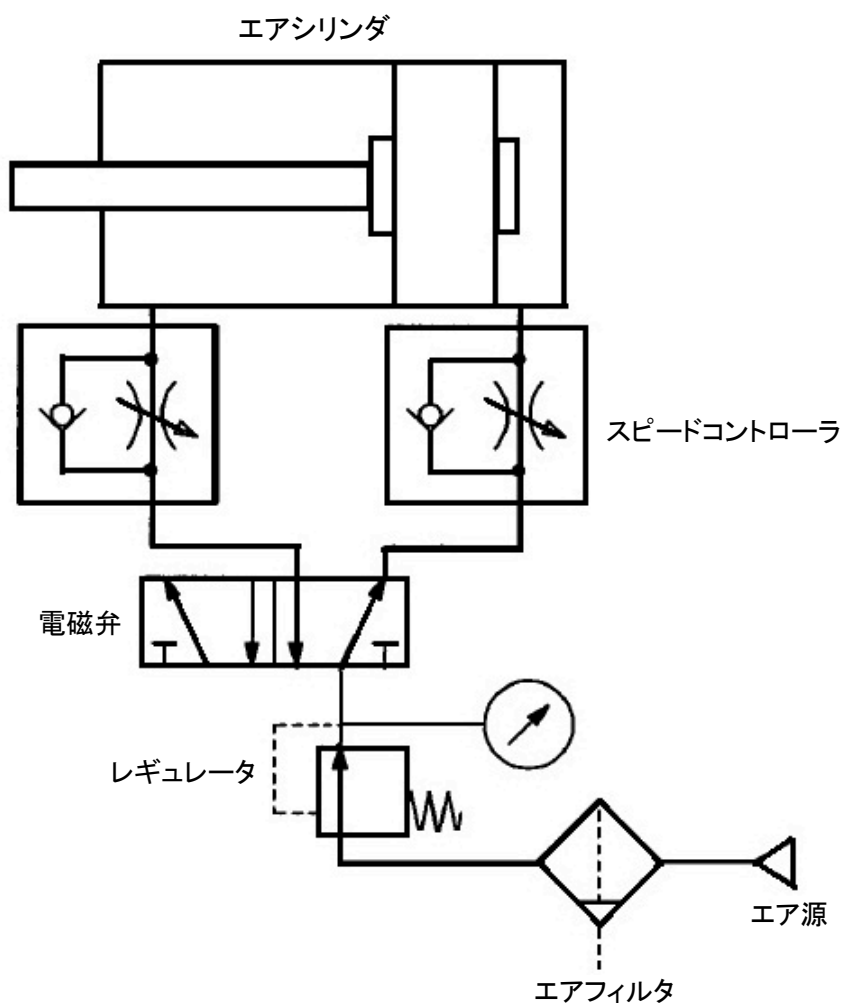 エアシリンダ
スピードコントローラ
電磁弁
レギュレータ
エア源
エアフィルタ